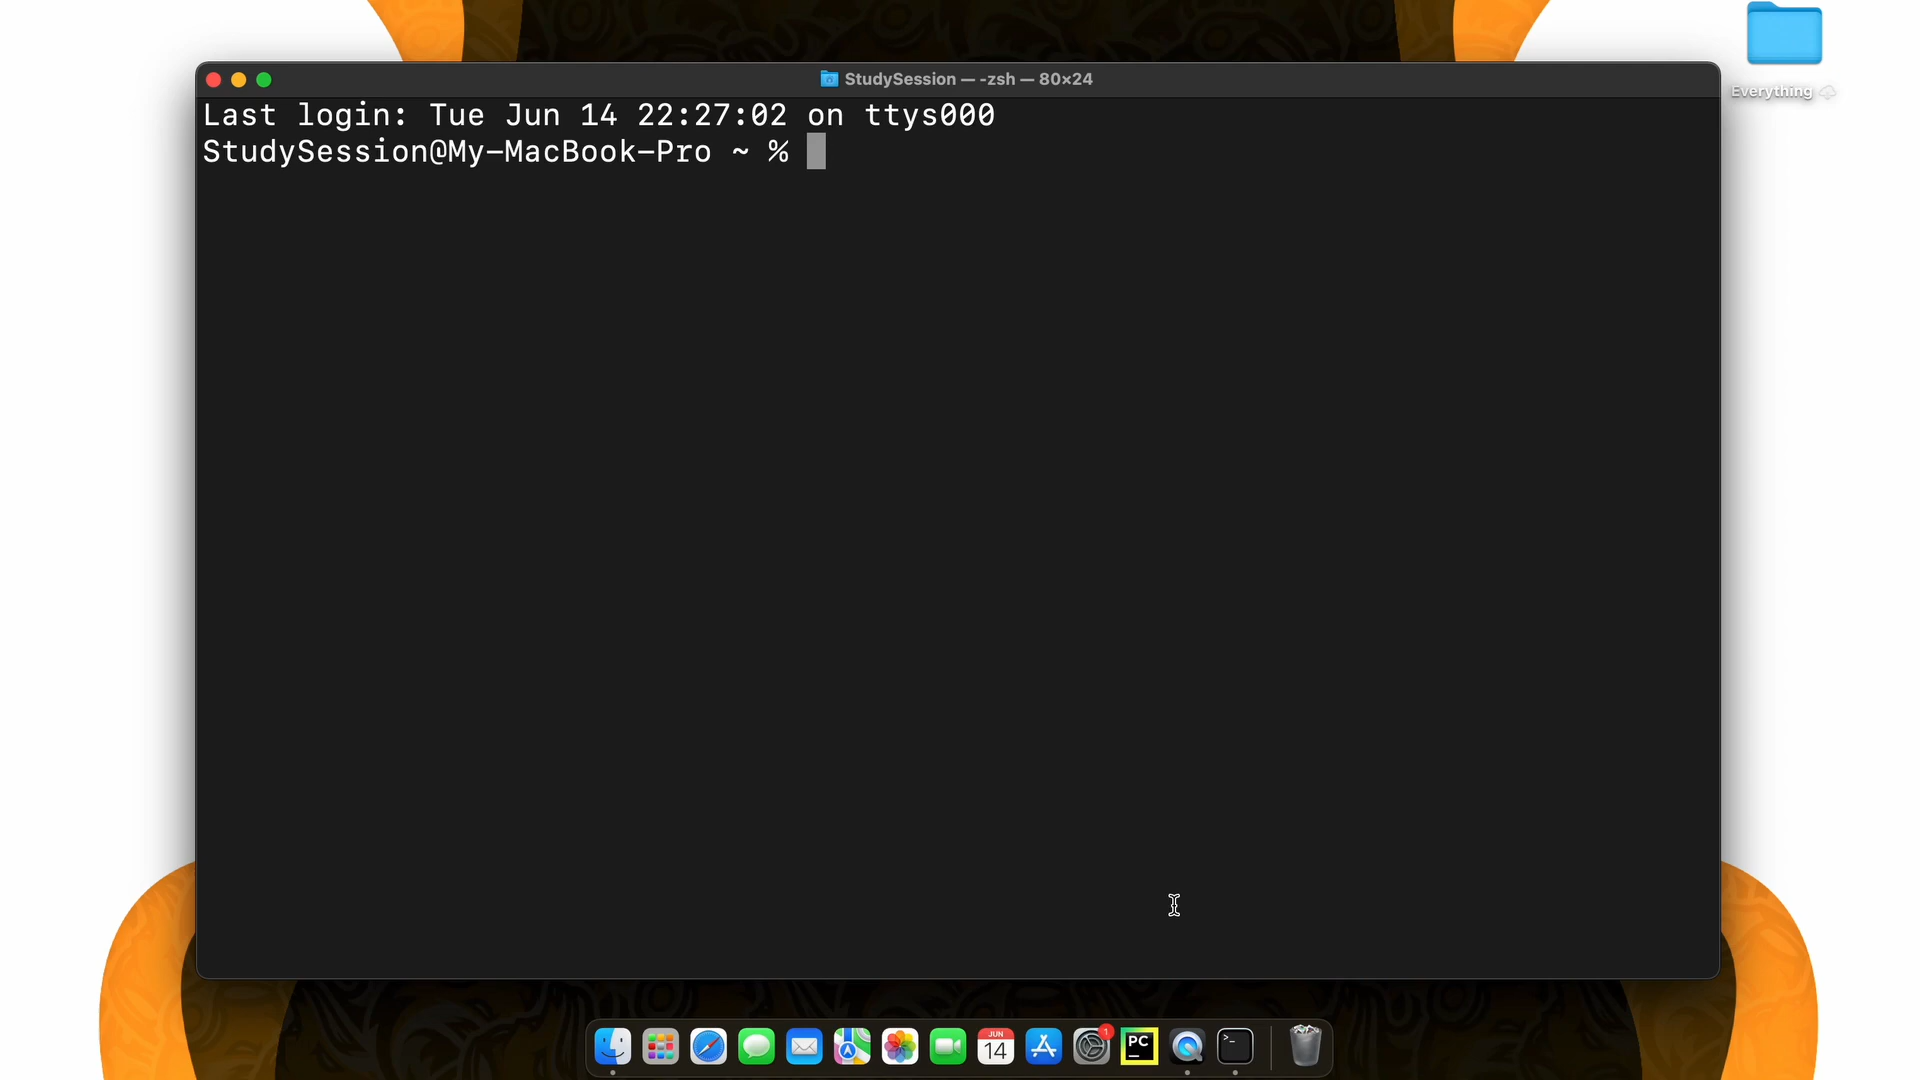 StudySession — -zsh — 80×24
Everything
Last login: Tue Jun 14 22:27:02 on ttys000
StudySession@My-MacBook-Pro ~ %
JUN
14
1
PC
>_